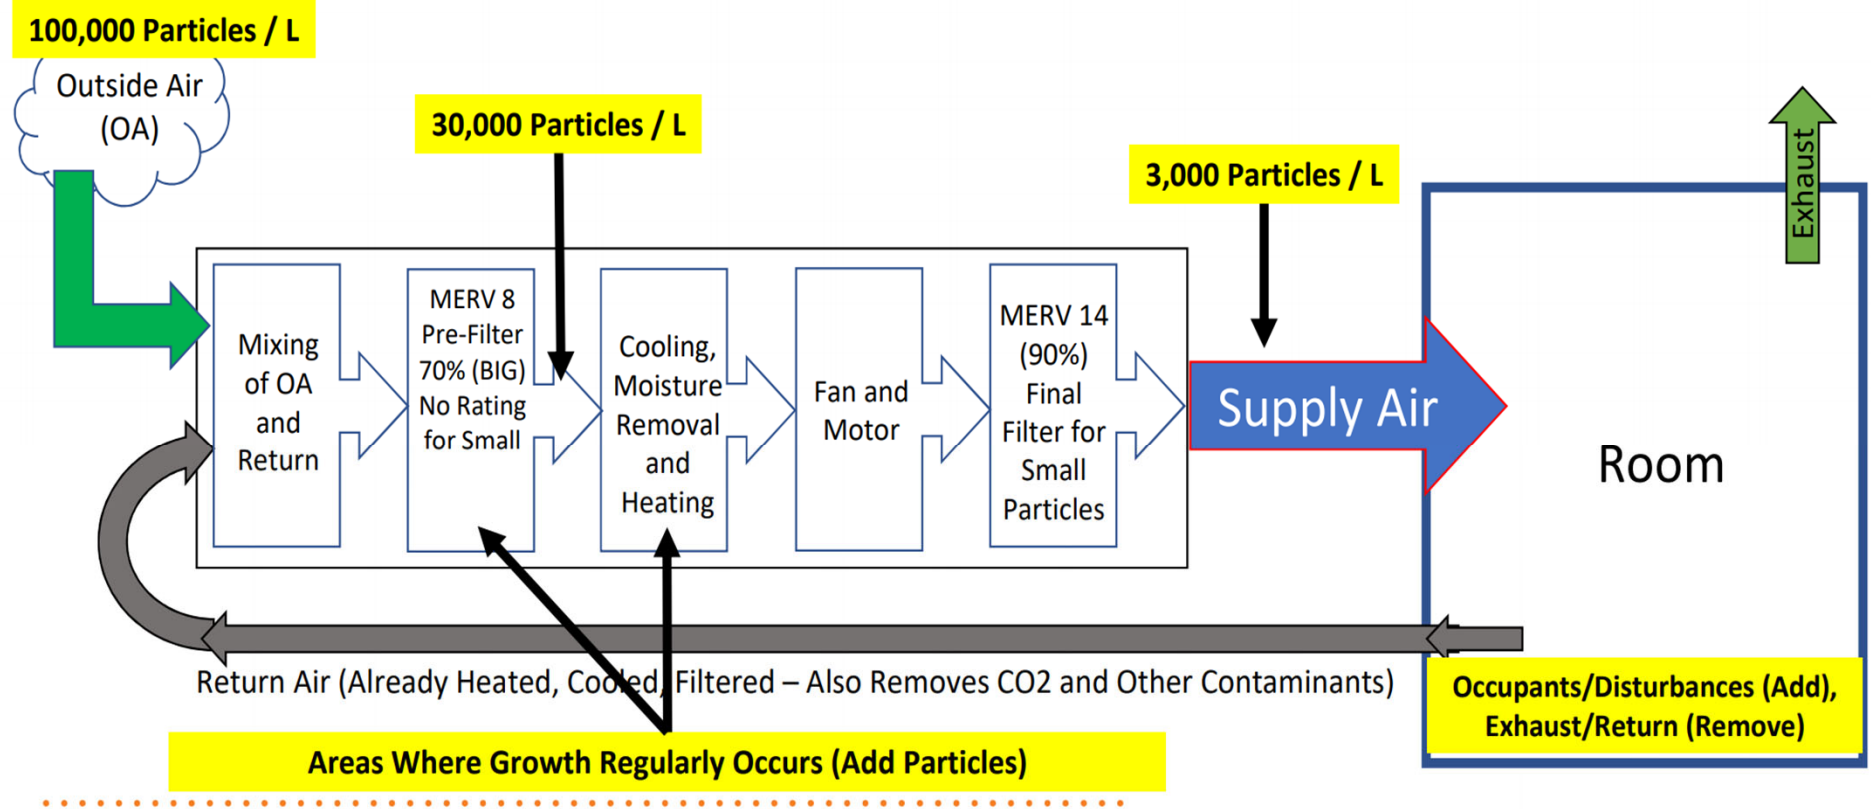 100,000 Particles / L
Outside Air
(OA)
30,000 Particles / L
3,000 Particles / L
Exhaust
Mixing
of OA
and
Return
MERV 8
Pre-Filter
70% (BIG)
No Rating
for Small
Cooling,
Moisture
Removal
and
Heating
Fan and
Motor
MERV 14
(90%)
Final
Filter for
Small
Particles
Supply Air
Room
Return Air (Already Heated, Cooled, Filtered – Also Removes CO2 and Other Contaminants)
Occupants/Disturbances (Add),
Exhaust/Return (Remove)
Areas Where Growth Regularly Occurs (Add Particles)